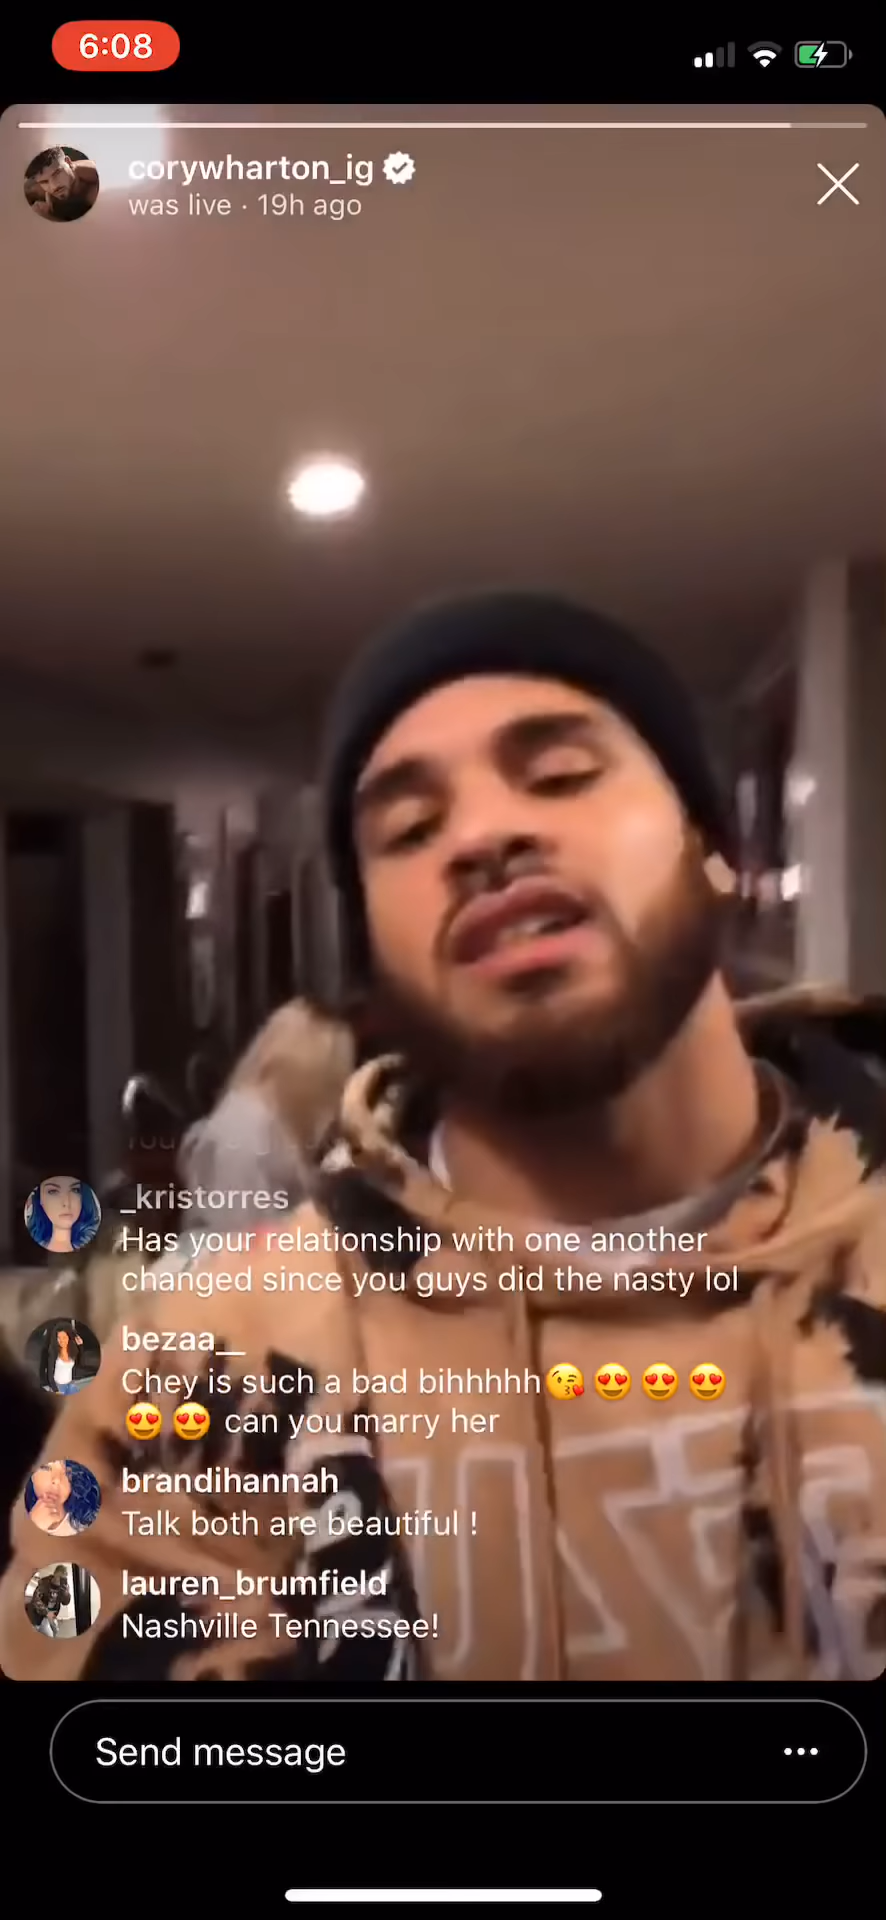 6:08
corywharton_ig
was live · 19h ago
_kristorres
Has your relationship with one another
changed since you guys did the nasty lol
bezaa__
Chey is such a bad bihhhhh😘😍😍😍
😍😍 can you marry her
brandihannah
Talk both are beautiful !
lauren_brumfield
Nashville Tennessee!
Send message